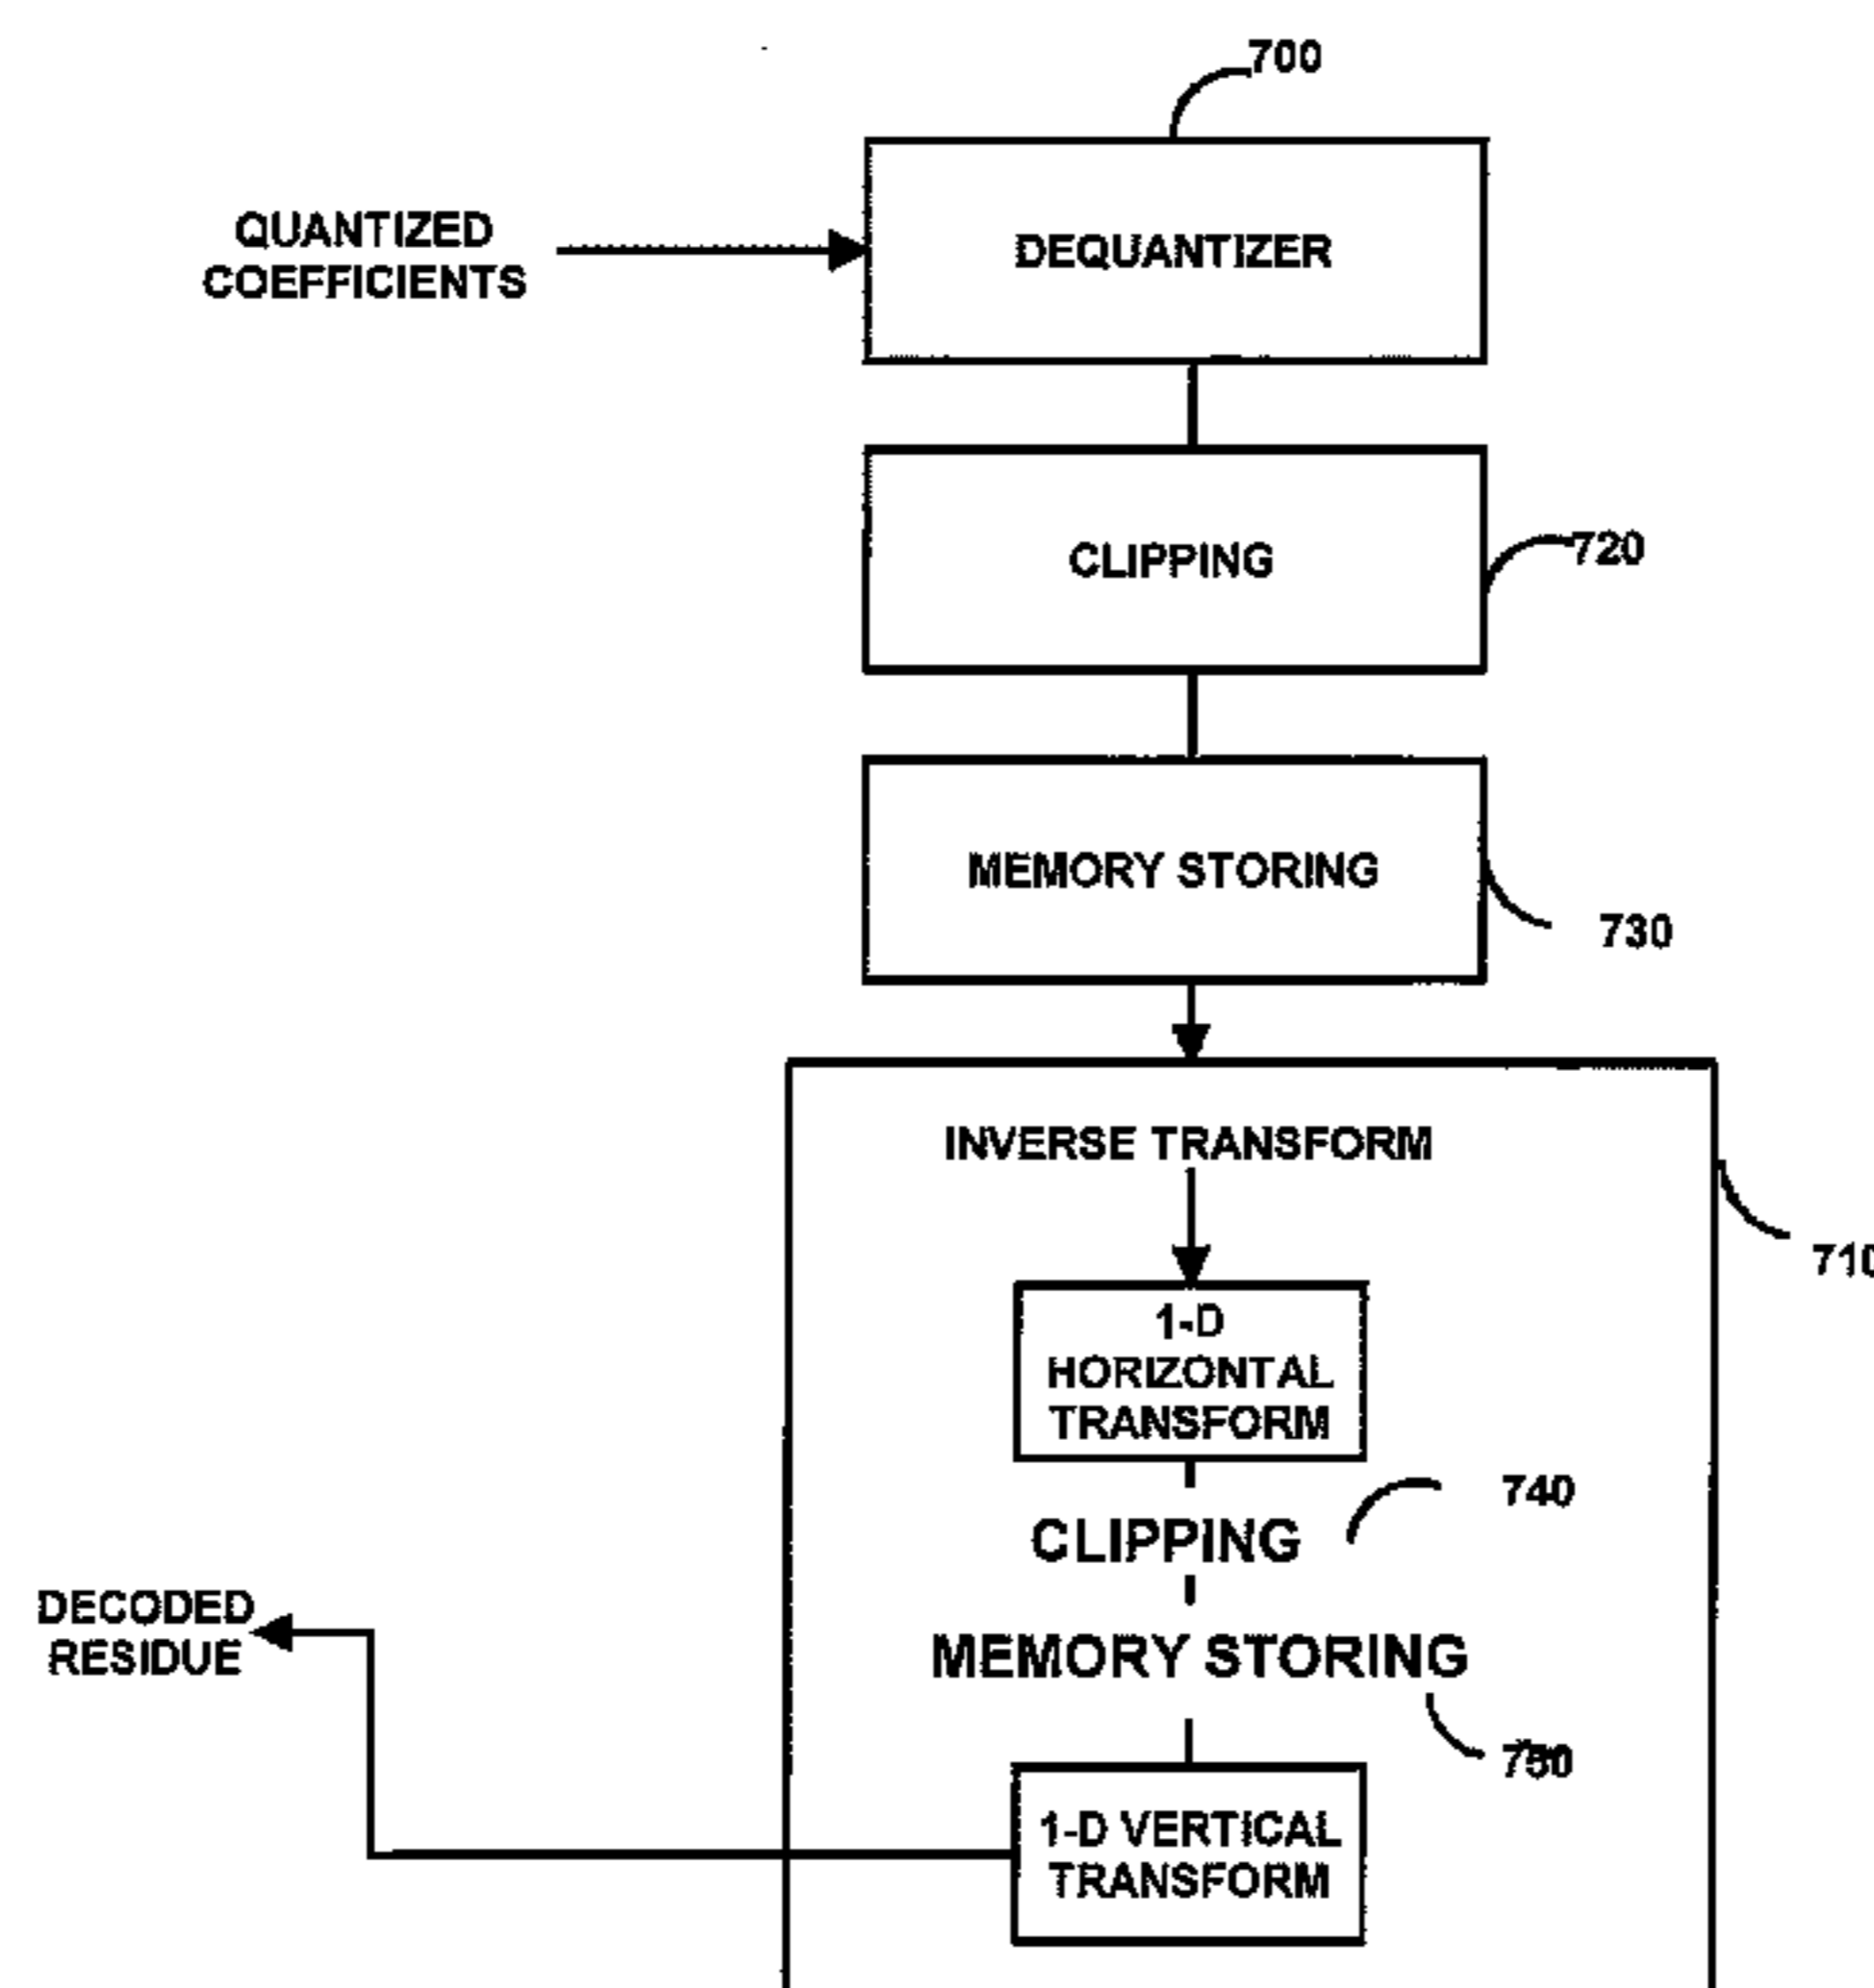 700
QUANTIZED
COEFFICIENTS
DEQUANTIZER
CLIPPING
720
MEMORY STORING
730
INVERSE TRANSFORM
710
1-D
HORIZONTAL
TRANSFORM
740
CLIPPING
DECODED
RESIDUE
MEMORY STORING
750
1-D VERTICAL
TRANSFORM